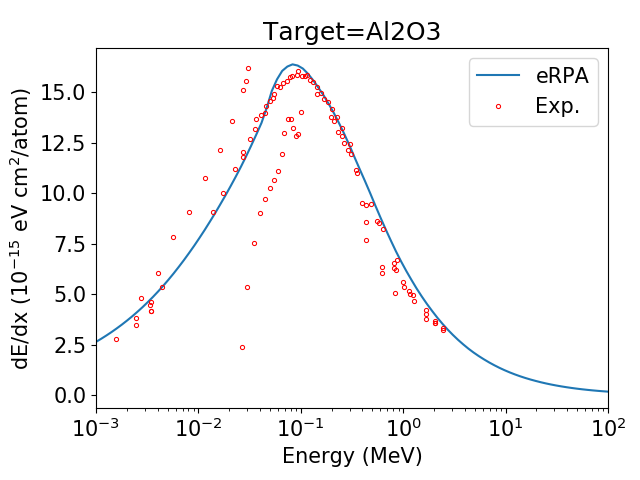 Target=Al2O3
eRPA
Exp.
dE/dx (10⁻¹⁵ eV cm²/atom)
15.0
12.5
10.0
7.5
5.0
2.5
0.0
10⁻³ 10⁻² 10⁻¹ 10⁰ 10¹ 10²
Energy (MeV)